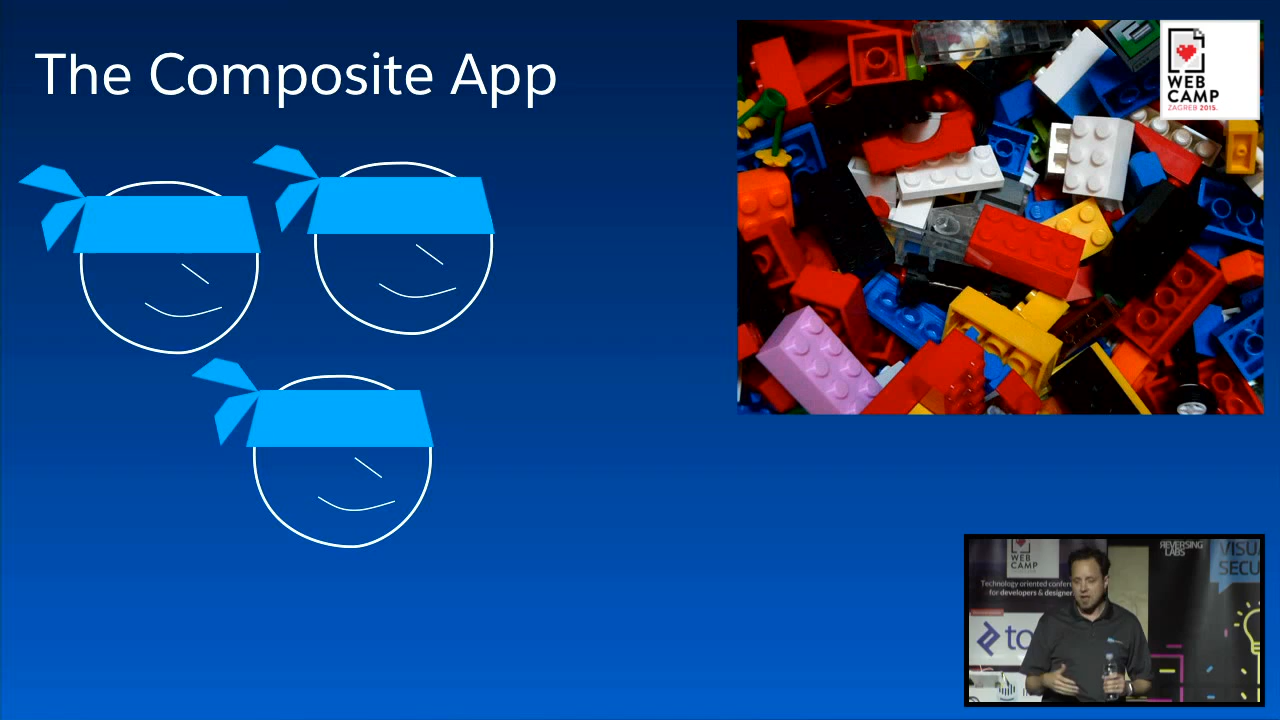 The Composite App
WEB
CAMP
ZAGREB 2015.
WEB
CAMP
Technology oriented
for developers & designer
REVERSING
LABS
VISU
SECU
to